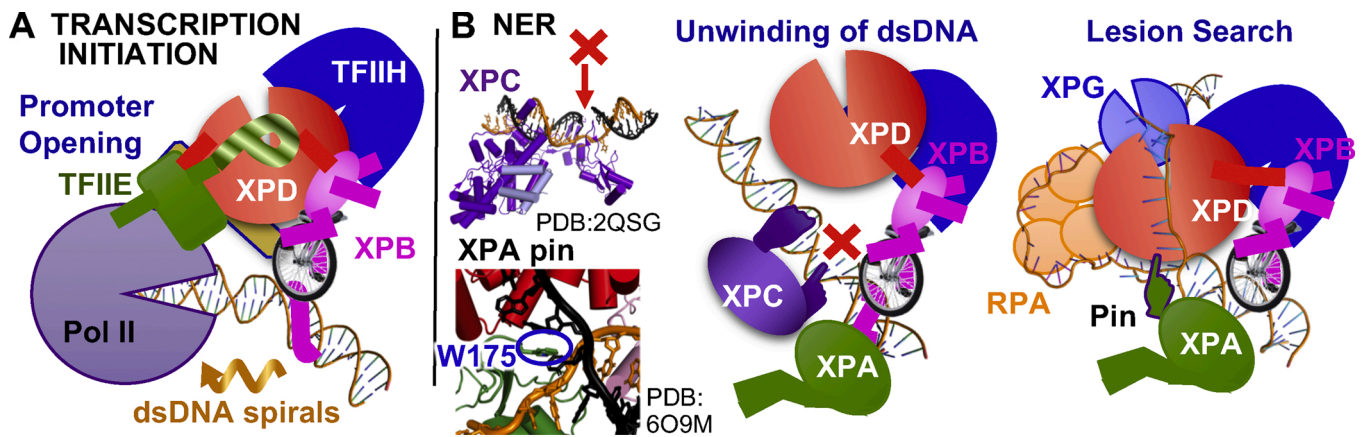 A TRANSCRIPTION
INITIATION
TFIIH
Promoter
Opening
TFIIE
XPD
XPB
Pol II
dsDNA spirals
B NER
XPC
PDB:2QSG
XPA pin
W175
PDB:
6O9M
Unwinding of dsDNA
XPD
XPB
XPC
XPA
Lesion Search
XPG
XPB
XPD
RPA
Pin
XPA